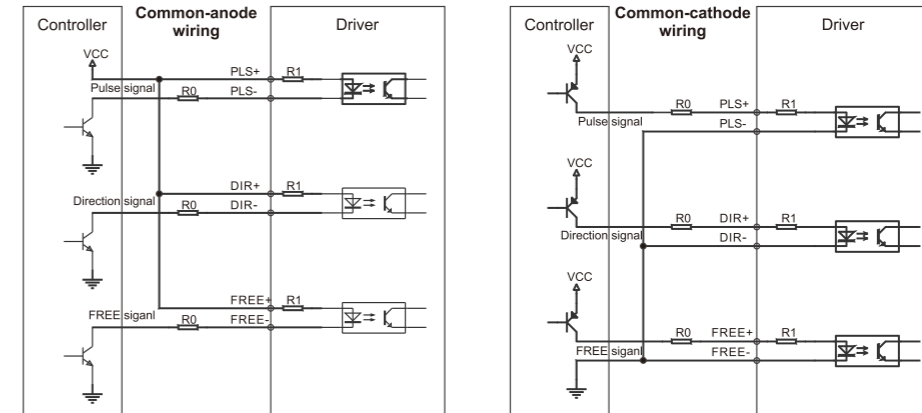 Controller
Common-anode
wiring
Driver
VCC
PLS+
R1
Pulse signal
R0
PLS-
DIR+
R1
Direction signal
R0
DIR-
FREE+
R1
FREE siganl
R0
FREE-
Controller
Common-cathode
wiring
Driver
VCC
R0
PLS+
R1
Pulse signal
PLS-
VCC
R0
DIR+
R1
Direction signal
DIR-
VCC
R0
FREE+
R1
FREE siganl
FREE-